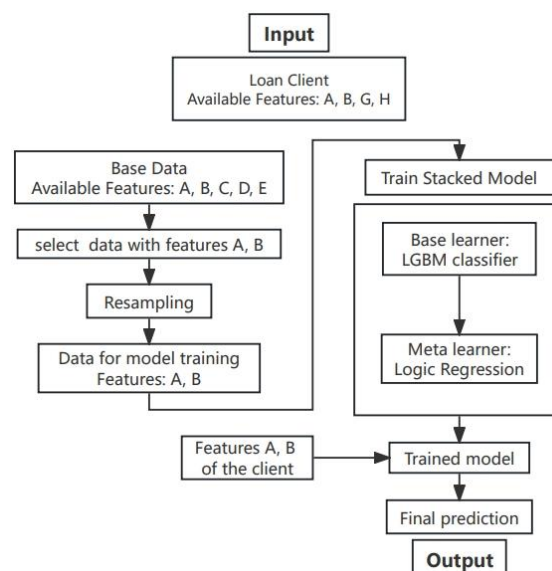 Input
Loan Client
Available Features: A, B, G, H
Base Data
Available Features: A, B, C, D, E
select data with features A, B
Resampling
Data for model training
Features: A, B
Train Stacked Model
Base learner:
LGBM classifier
Meta learner:
Logic Regression
Features A, B
of the client
Trained model
Final prediction
Output